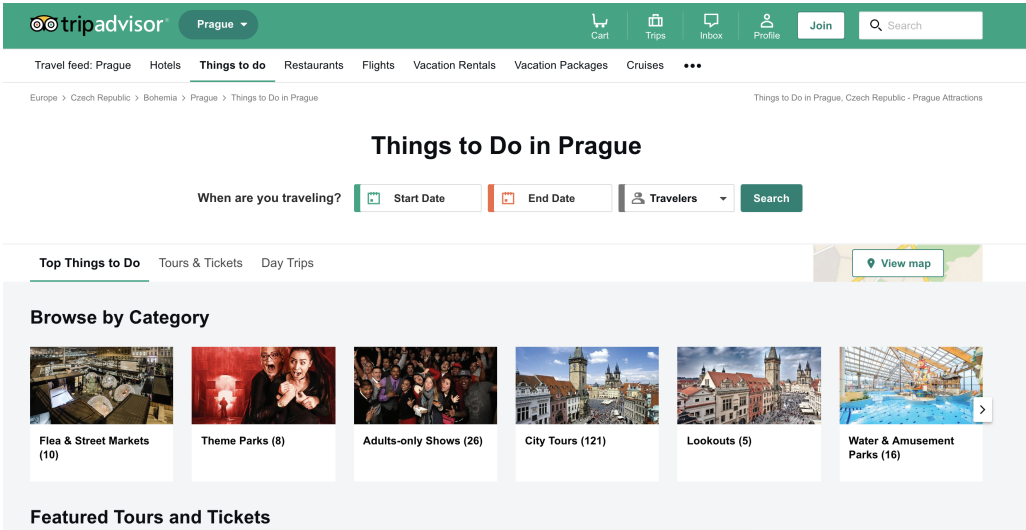 tripadvisor®
Prague
Cart
Trips
Inbox
Profile
Join
Search
Travel feed: Prague
Hotels
Things to do
Restaurants
Flights
Vacation Rentals
Vacation Packages
Cruises
Europe > Czech Republic > Bohemia > Prague > Things to Do in Prague
Things to Do in Prague, Czech Republic - Prague Attractions
Things to Do in Prague
When are you traveling?
Start Date
End Date
Travelers
Search
Top Things to Do
Tours & Tickets
Day Trips
View map
Browse by Category
Flea & Street Markets
(10)
Theme Parks (8)
Adults-only Shows (26)
City Tours (121)
Lookouts (5)
Water & Amusement
Parks (16)
Featured Tours and Tickets